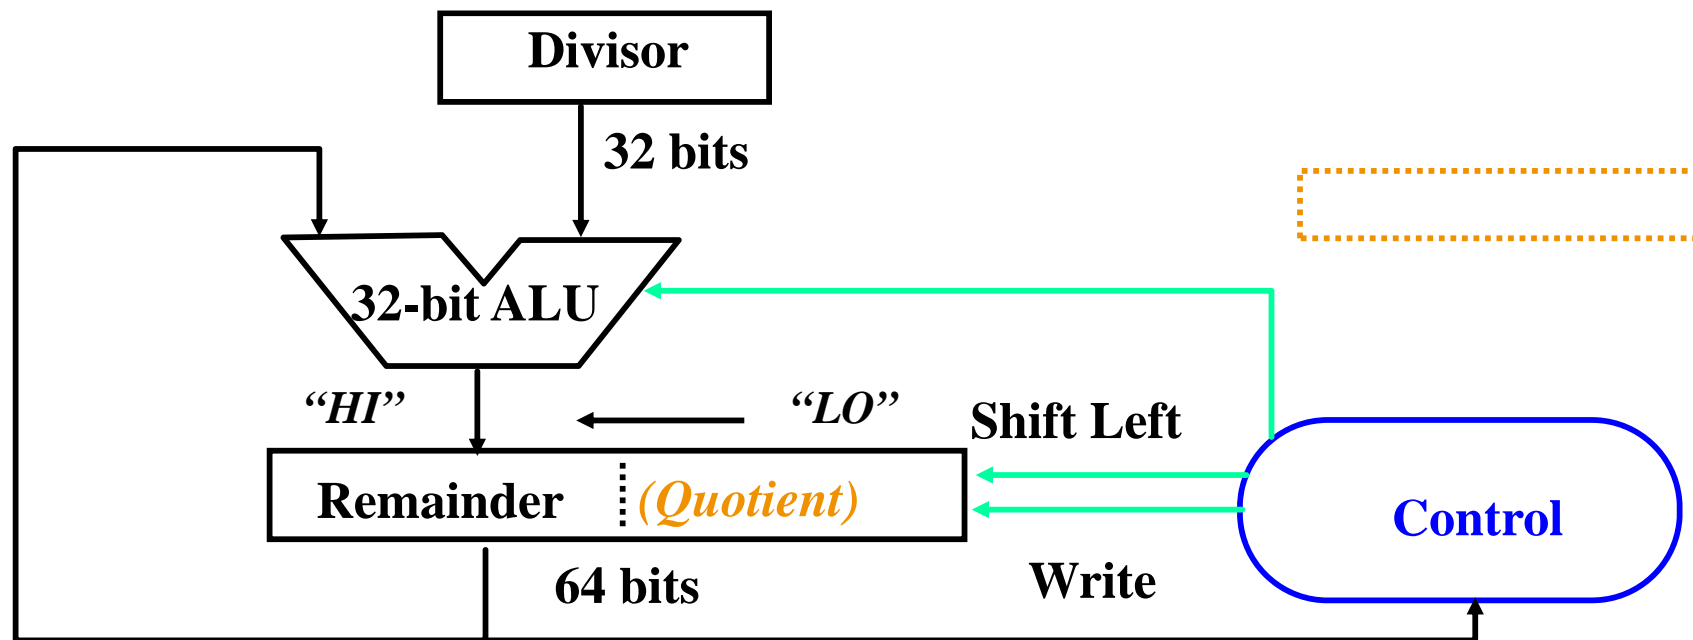 Divisor
32 bits
32-bit ALU
“HI”
“LO”
Shift Left
Remainder
(Quotient)
Control
64 bits
Write